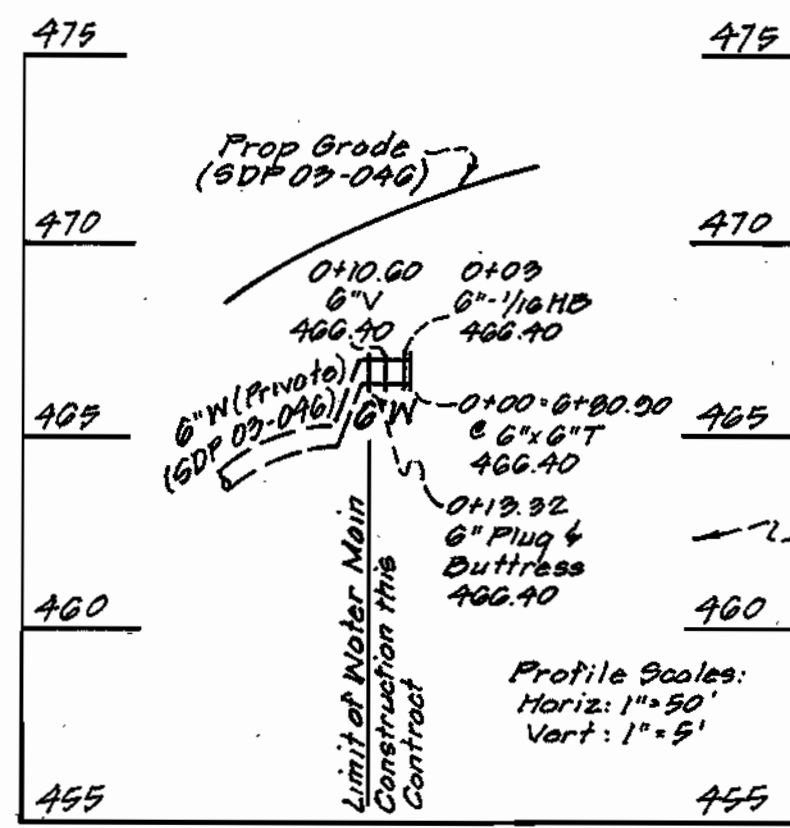 475
475
Prop Grade
(SDP 03-046)
470
470
0+10.60
6"V
466.40
0+03
6"-1/16 HB
466.40
6"W (Private)
(SDP 03-046)
6" W
465
465
0+00=6+80.90
@ 6"x6"T
466.40
0+13.32
6" Plug &
Buttress
466.40
Limit of Water Main
Construction this
Contract
460
460
Profile Scales:
Horiz: 1"=50'
Vert: 1"=5'
455
455